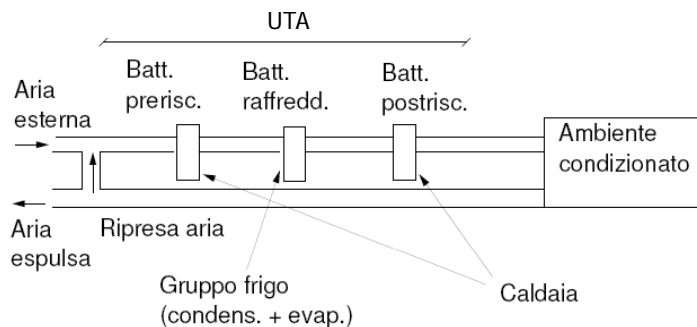 UTA
Batt.
prerisc.
Batt.
raffredd.
Batt.
postrisc.
Aria
esterna
Ambiente
condizionato
Aria
espulsa
Ripresa aria
Gruppo frigo
(condens. + evap.)
Caldaia